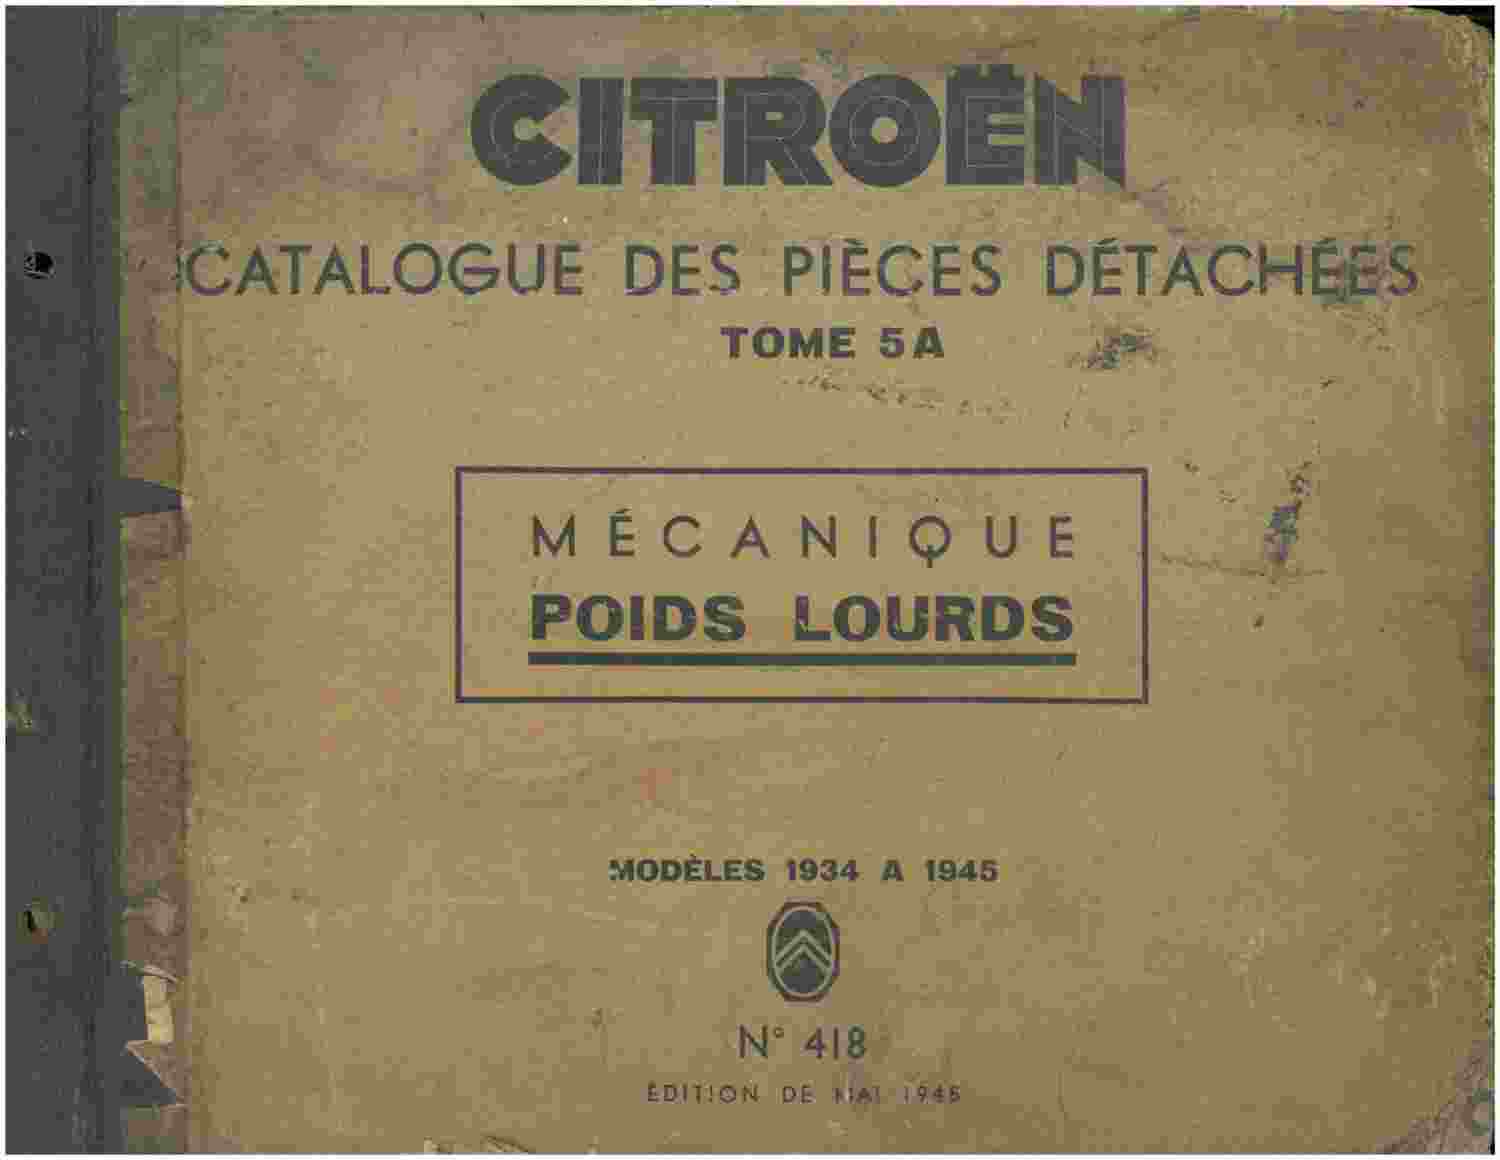 CITROËN
CATALOGUE DES PIÈCES DÉTACHÉES
TOME 5A
MÉCANIQUE
POIDS LOURDS
MODÈLES 1934 A 1945
N° 418
ÉDITION DE MAI 1945